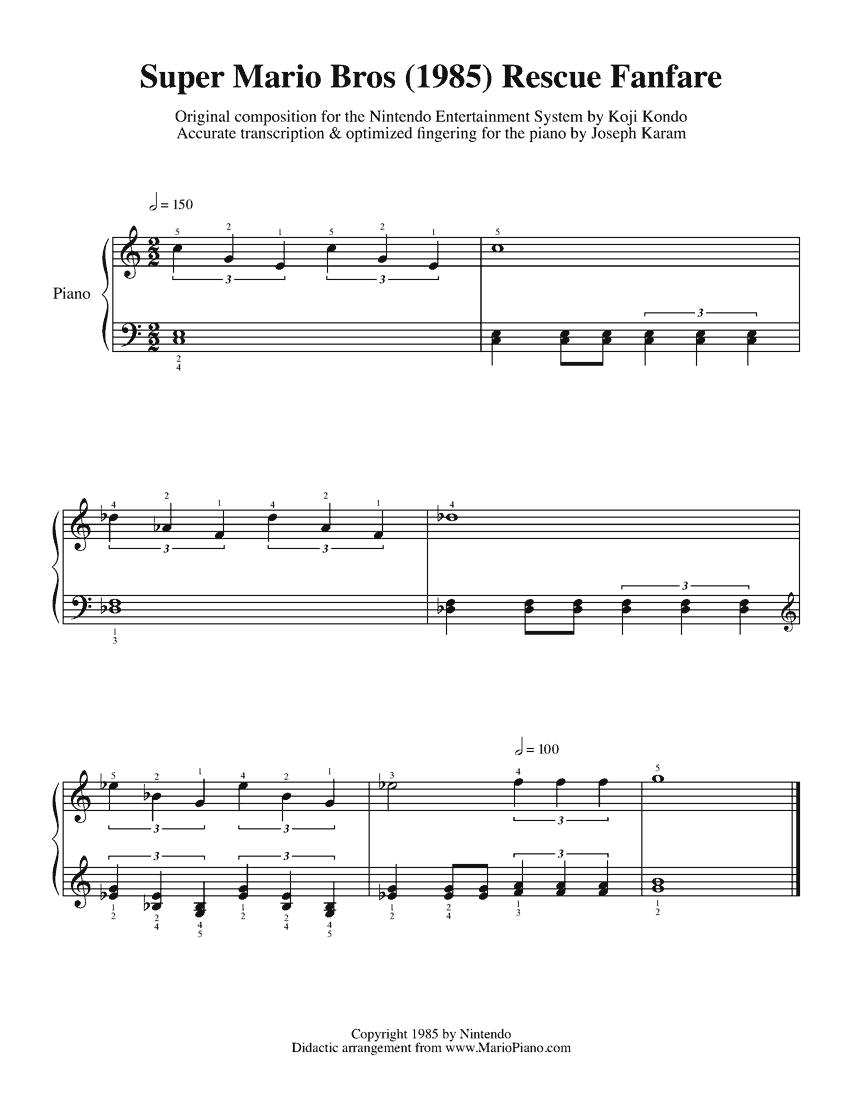 Super Mario Bros (1985) Rescue Fanfare
Original composition for the Nintendo Entertainment System by Koji Kondo
Accurate transcription & optimized fingering for the piano by Joseph Karam
𝅗𝅥 = 150
5 2 1 5 2 1 5
2 2
3 3
Piano
3
2 2
2
4
4 2 1 4 2 1 4
3 3
3
1
3
𝅗𝅥 = 100
5 2 1 4 2 1 3 4 5
3 3 3
3 3 3
1 2 4 1 2 4 1 2 1 1
2 4 5 2 4 5 2 4 3 2
Copyright 1985 by Nintendo
Didactic arrangement from www.MarioPiano.com